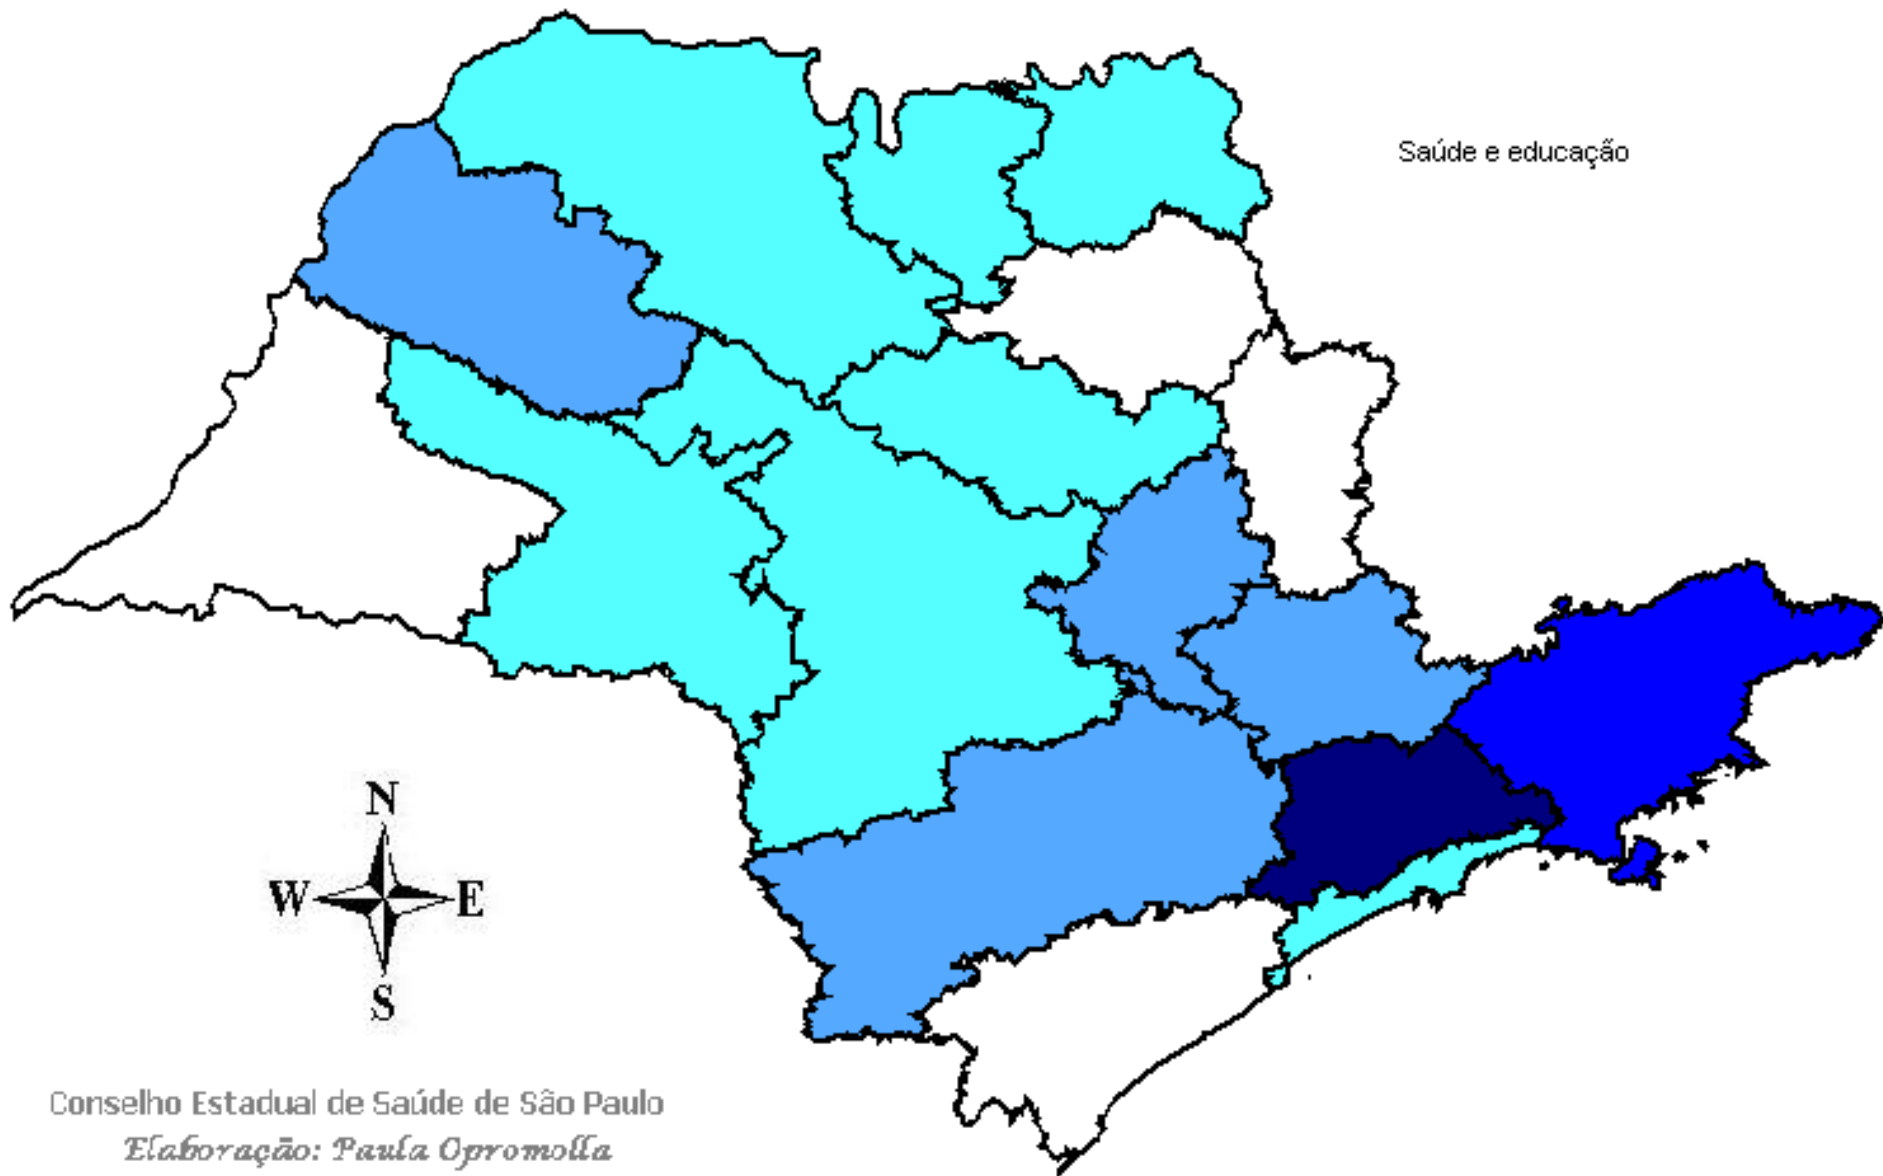 Saúde e educação
N
W E
S
Conselho Estadual de Saúde de São Paulo
Elaboração: Paula Opromolla